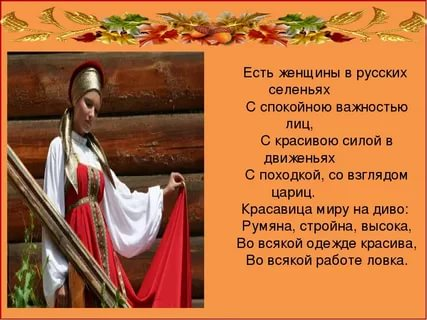 Есть женщины в русских
селеньях
С спокойною важностью
лиц,
С красивою силой в
движеньях
С походкой, со взглядом
цариц.
Красавица миру на диво:
Румяна, стройна, высока,
Во всякой одежде красива,
Во всякой работе ловка.